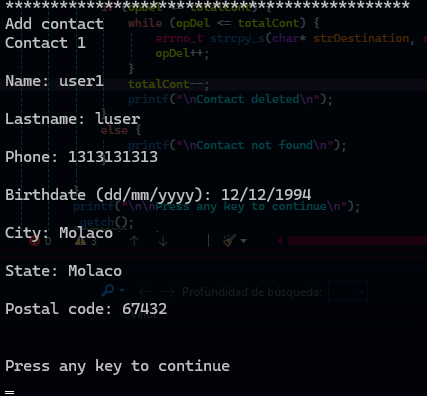 *********************************************
Add contact
Contact 1
Name: user1
Lastname: luser
Phone: 1313131313
Birthdate (dd/mm/yyyy): 12/12/1994
City: Molaco
State: Molaco
Postal code: 67432
Press any key to continue
while (opDel <= totalCont) {
errno_t strcpy_s(char* strDestination,
opDel++;
}
totalCont--;
printf("\nContact deleted\n");
}
else {
printf("\nContact not found\n");
}
printf("\n\nPress any key to continue\n");
getch();
0 3
Profundidad de búsqueda: